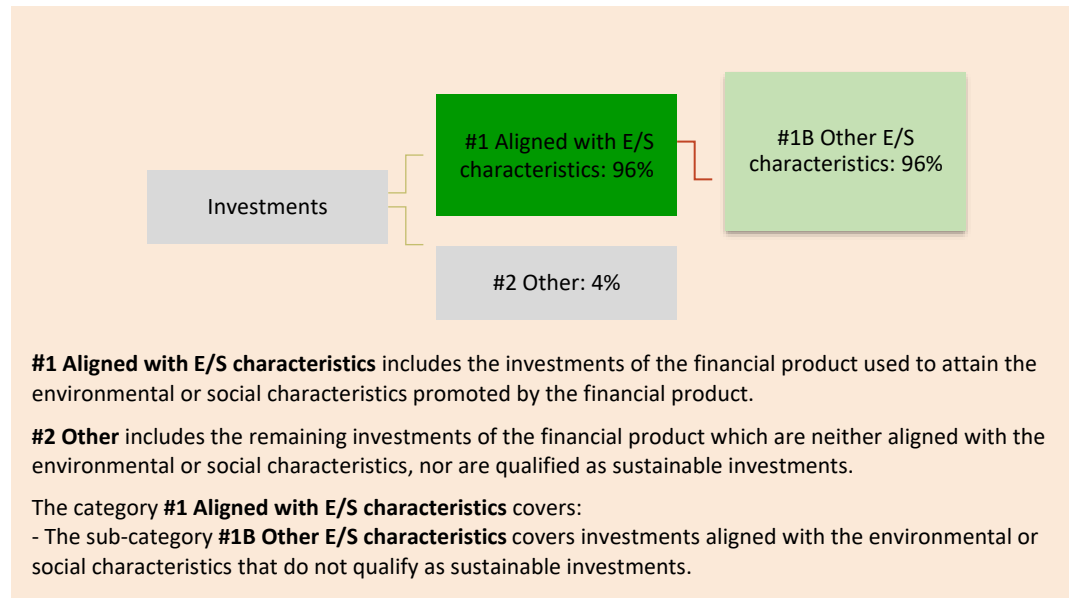 #1 Aligned with E/S
characteristics: 96%
#1B Other E/S
characteristics: 96%
Investments
#2 Other: 4%
#1 Aligned with E/S characteristics includes the investments of the financial product used to attain the
environmental or social characteristics promoted by the financial product.
#2 Other includes the remaining investments of the financial product which are neither aligned with the
environmental or social characteristics, nor are qualified as sustainable investments.
The category #1 Aligned with E/S characteristics covers:
- The sub-category #1B Other E/S characteristics covers investments aligned with the environmental or
social characteristics that do not qualify as sustainable investments.